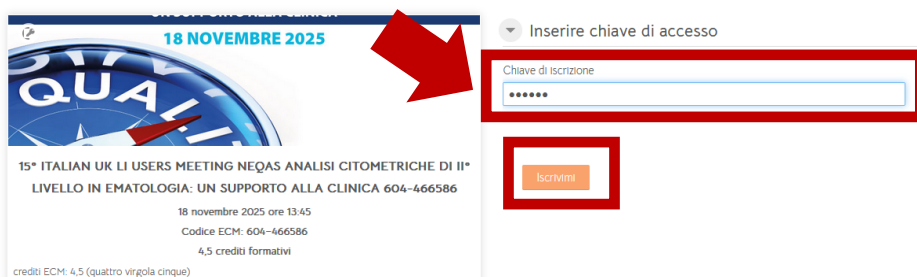 18 NOVEMBRE 2025
QUALI
15° ITALIAN UK LI USERS MEETING NEQAS ANALISI CITOMETRICHE DI II°
LIVELLO IN EMATOLOGIA: UN SUPPORTO ALLA CLINICA 604-466586
18 novembre 2025 ore 13:45
Codice ECM: 604-466586
4,5 crediti formativi
crediti ECM: 4,5 (quattro virgola cinque)
Inserire chiave di accesso
Chiave di iscrizione
••••••
Iscrivimi